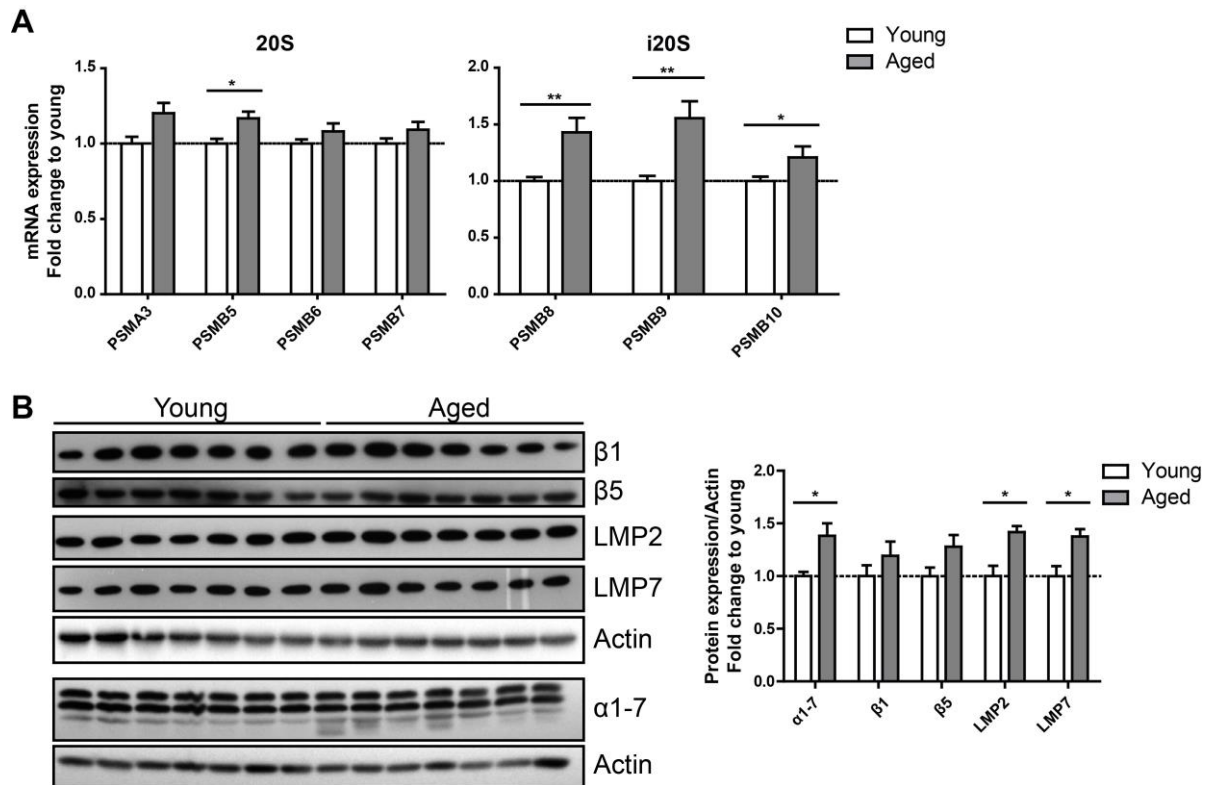 A
20S
i20S
Young
Aged
mRNA expression
Fold change to young
1.5
1.0
0.5
0.0
*
PSMA3
PSMB5
PSMB6
PSMB7
2.0
1.5
1.0
0.5
0.0
**
**
*
PSMB8
PSMB9
PSMB10
B
Young
Aged
β1
β5
LMP2
LMP7
Actin
α1-7
Actin
Protein expression/Actin
Fold change to young
2.0
1.5
1.0
0.5
0.0
*
*
*
α1-7
β1
β5
LMP2
LMP7
Young
Aged